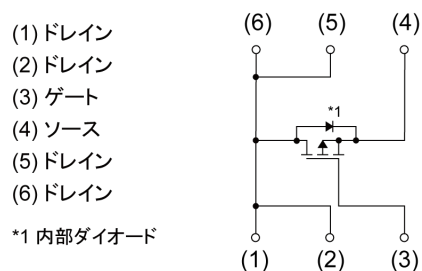 (1) ドレイン
(2) ドレイン
(3) ゲート
(4) ソース
(5) ドレイン
(6) ドレイン
*1 内部ダイオード
(6) (5) (4)
*1
(1) (2) (3)